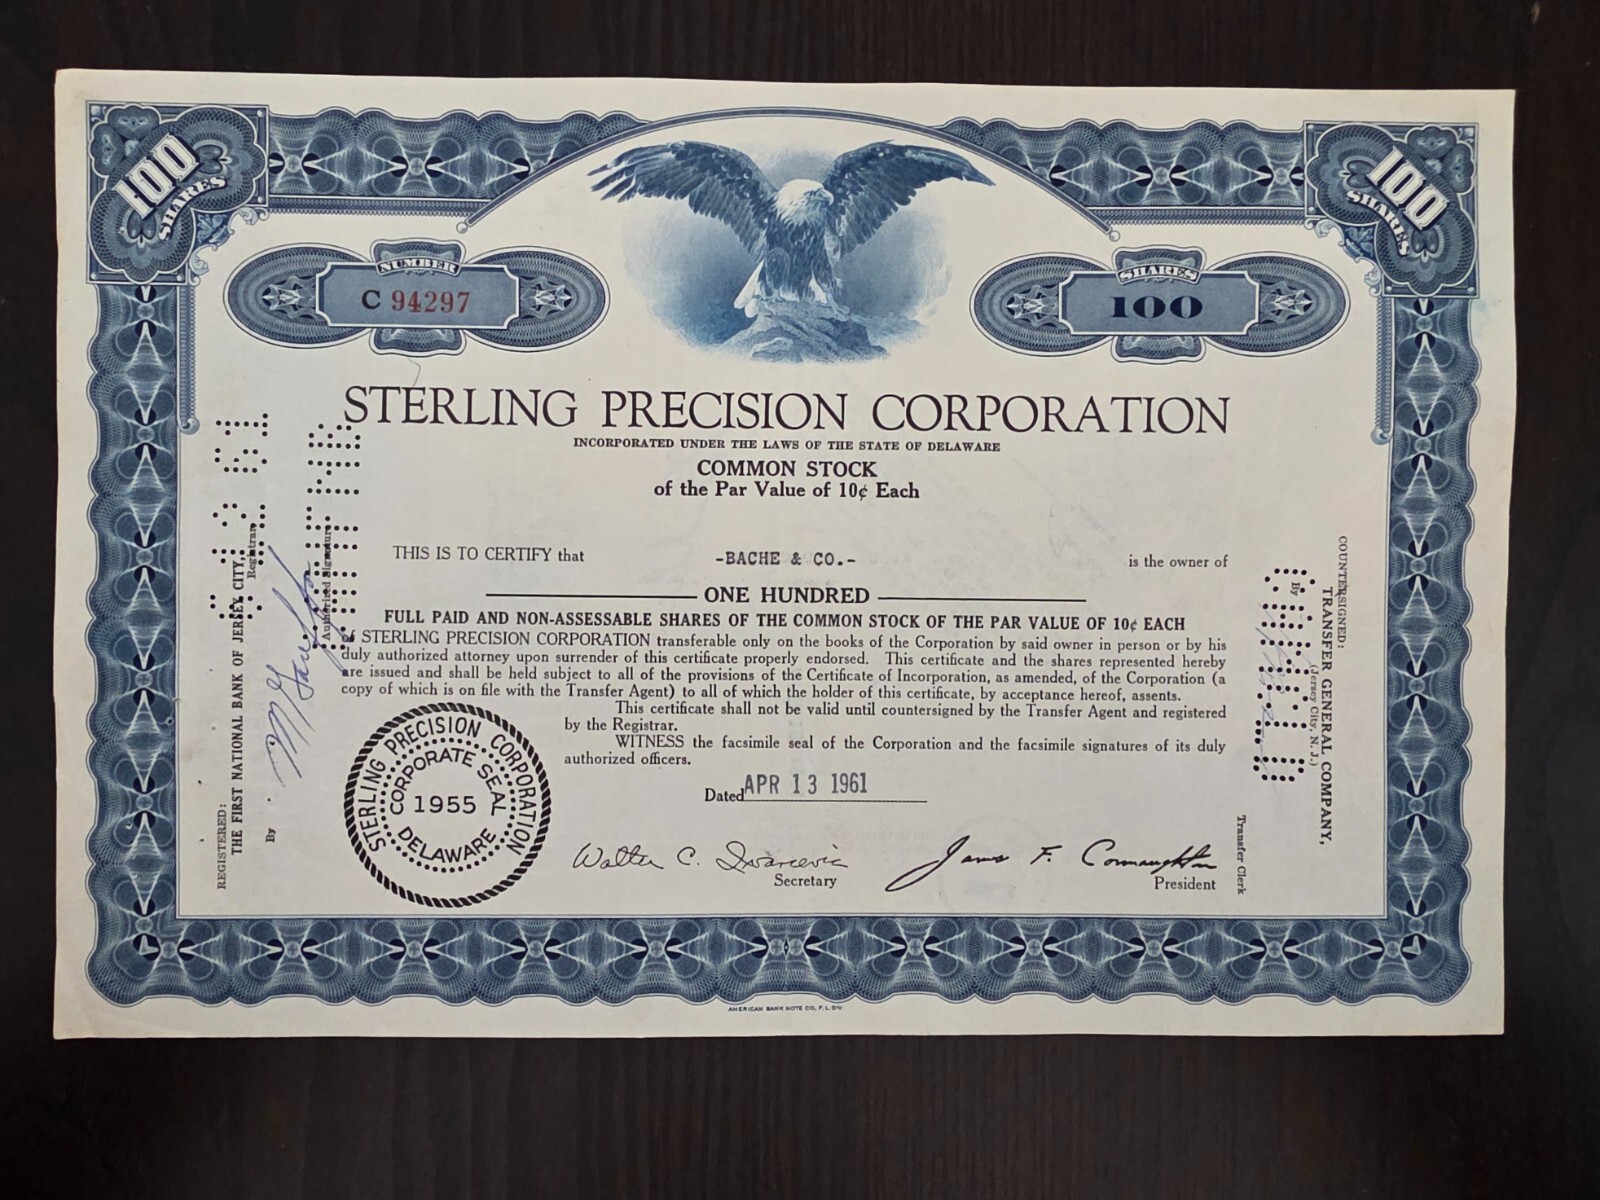 100
SHARES
100
SHARES
NUMBER
C 94297
SHARES
100
STERLING PRECISION CORPORATION
INCORPORATED UNDER THE LAWS OF THE STATE OF DELAWARE
COMMON STOCK
of the Par Value of 10¢ Each
THIS IS TO CERTIFY that -BACHE & CO.- is the owner of
ONE HUNDRED
FULL PAID AND NON-ASSESSABLE SHARES OF THE COMMON STOCK OF THE PAR VALUE OF 10¢ EACH
of STERLING PRECISION CORPORATION transferable only on the books of the Corporation by said owner in person or by his
duly authorized attorney upon surrender of this certificate properly endorsed. This certificate and the shares represented hereby
are issued and shall be held subject to all of the provisions of the Certificate of Incorporation, as amended, of the Corporation (a
copy of which is on file with the Transfer Agent) to all of which the holder of this certificate, by acceptance hereof, assents.
This certificate shall not be valid until countersigned by the Transfer Agent and registered
by the Registrar.
WITNESS the facsimile seal of the Corporation and the facsimile signatures of its duly
authorized officers.
Dated APR 13 1961
STERLING PRECISION CORPORATION
CORPORATE SEAL
1955
DELAWARE
Walter C.
Secretary
James F. Connaughton
President
REGISTERED:
THE FIRST NATIONAL BANK OF JERSEY CITY,
Registrar
By
Authorized Signature
COUNTERSIGNED:
TRANSFER GENERAL COMPANY,
(Jersey City, N. J.)
By
Transfer Clerk
AMERICAN BANK NOTE CO. F. L. DIV.